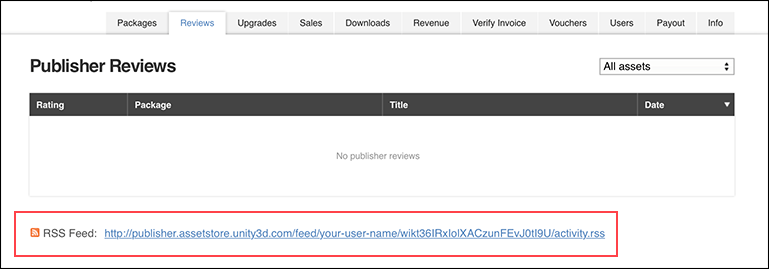 Packages Reviews Upgrades Sales Downloads Revenue Verify Invoice Vouchers Users Payout Info
Publisher Reviews
All assets
Rating Package Title Date
No publisher reviews
RSS Feed: http://publisher.assetstore.unity3d.com/feed/your-user-name/wikt36IRxIolXACzunFEvJ0tI9U/activity.rss